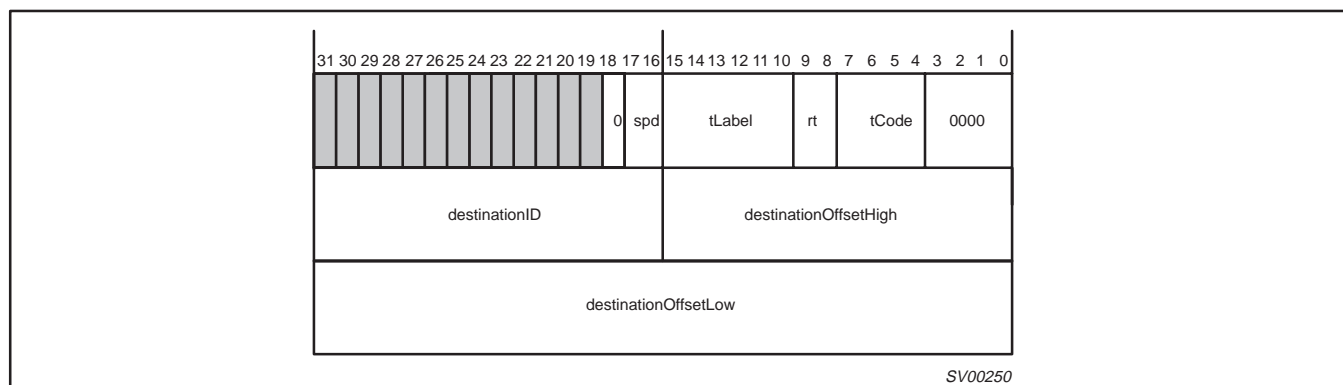 31 30 29 28 27 26 25 24 23 22 21 20 19 18 17 16 15 14 13 12 11 10 9 8 7 6 5 4 3 2 1 0
0 spd tLabel rt tCode 0000
destinationID destinationOffsetHigh
destinationOffsetLow
SV00250